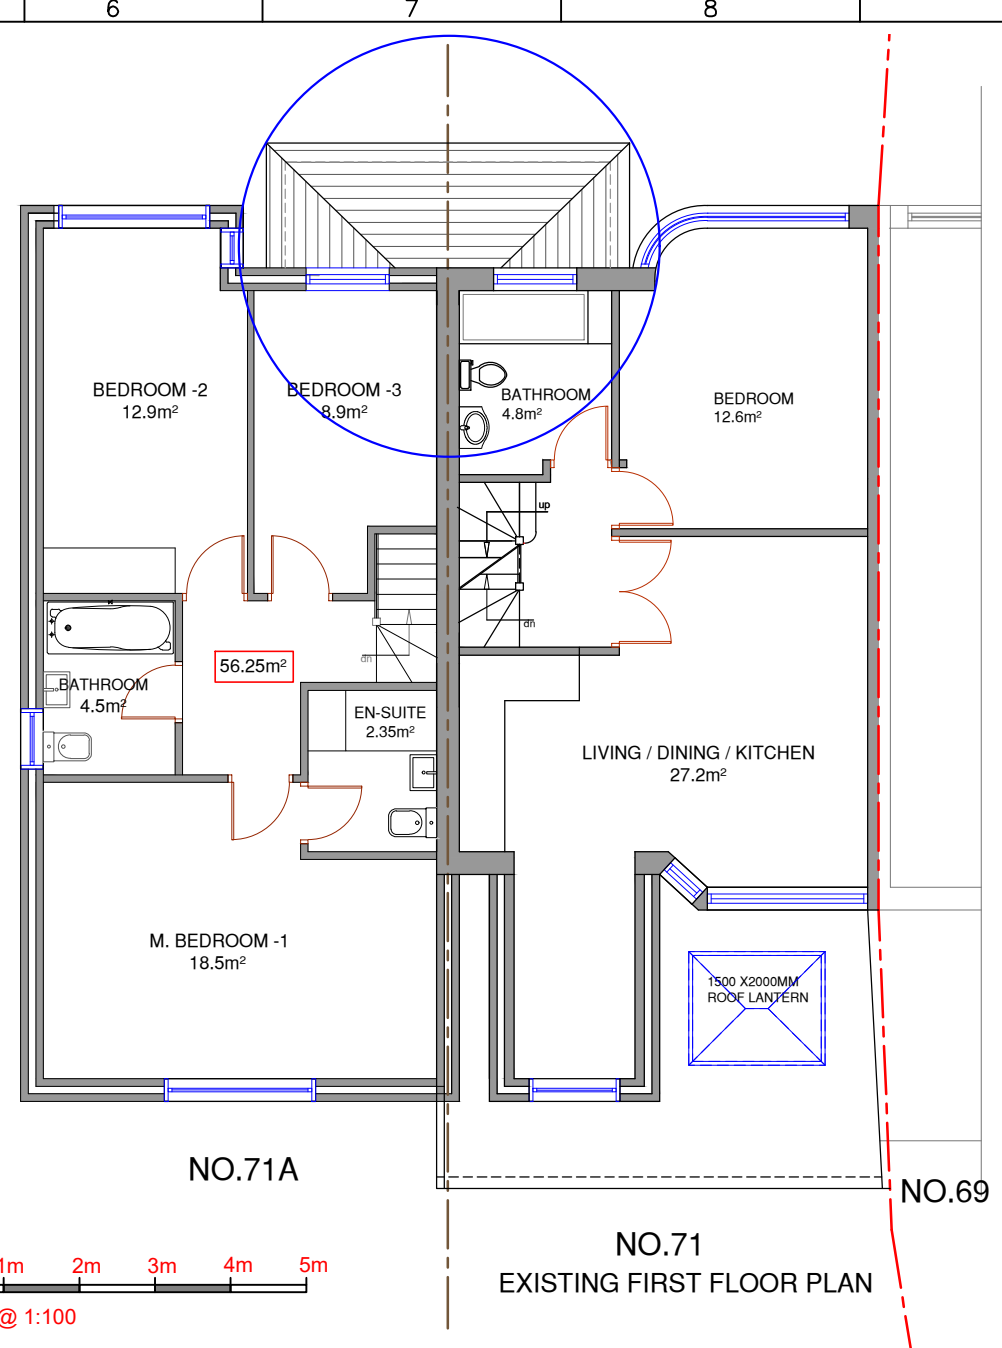 6
7
8
BEDROOM -2
12.9m²
BEDROOM -3
8.9m²
BATHROOM
4.8m²
BEDROOM
12.6m²
up
dn
dn
56.25m²
BATHROOM
4.5m²
EN-SUITE
2.35m²
LIVING / DINING / KITCHEN
27.2m²
M. BEDROOM -1
18.5m²
1500 X2000MM
ROOF LANTERN
NO.71A
NO.69
NO.71
EXISTING FIRST FLOOR PLAN
1m 2m 3m 4m 5m
@ 1:100